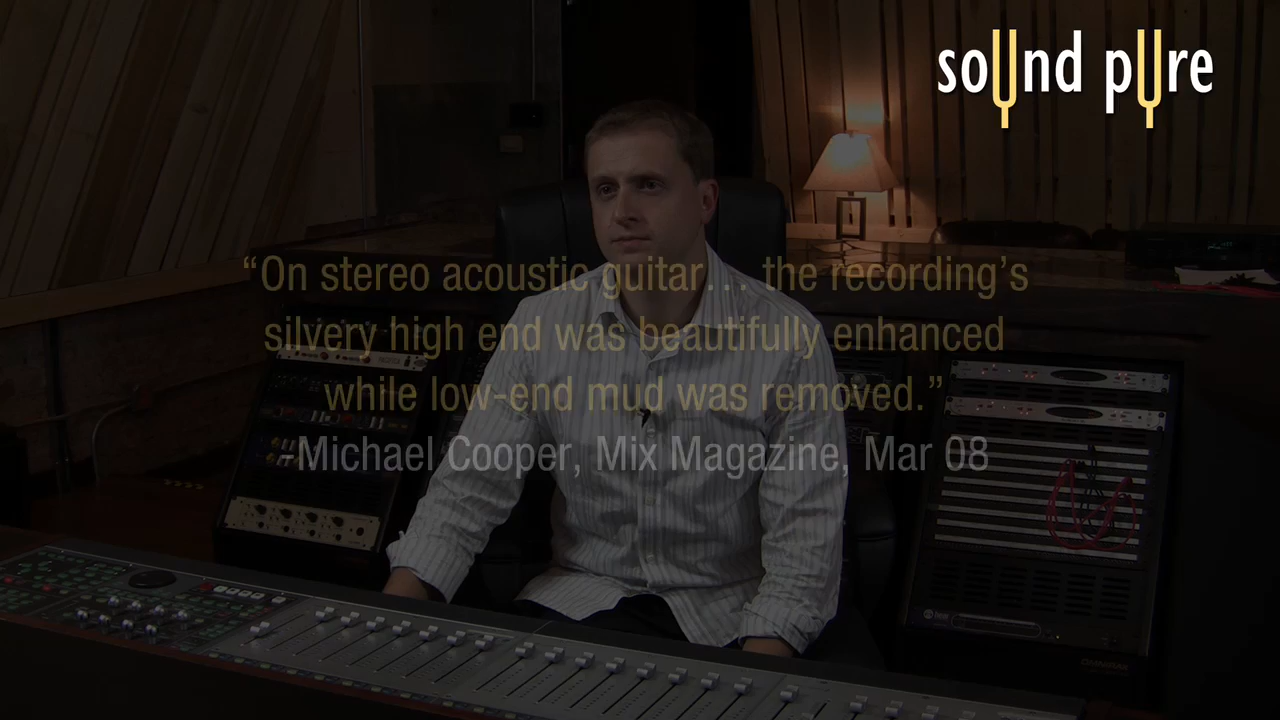 sound pure
“On stereo acoustic guitar… the recording’s
silvery high end was beautifully enhanced
while low-end mud was removed.”
Michael Cooper, Mix Magazine, Mar 08